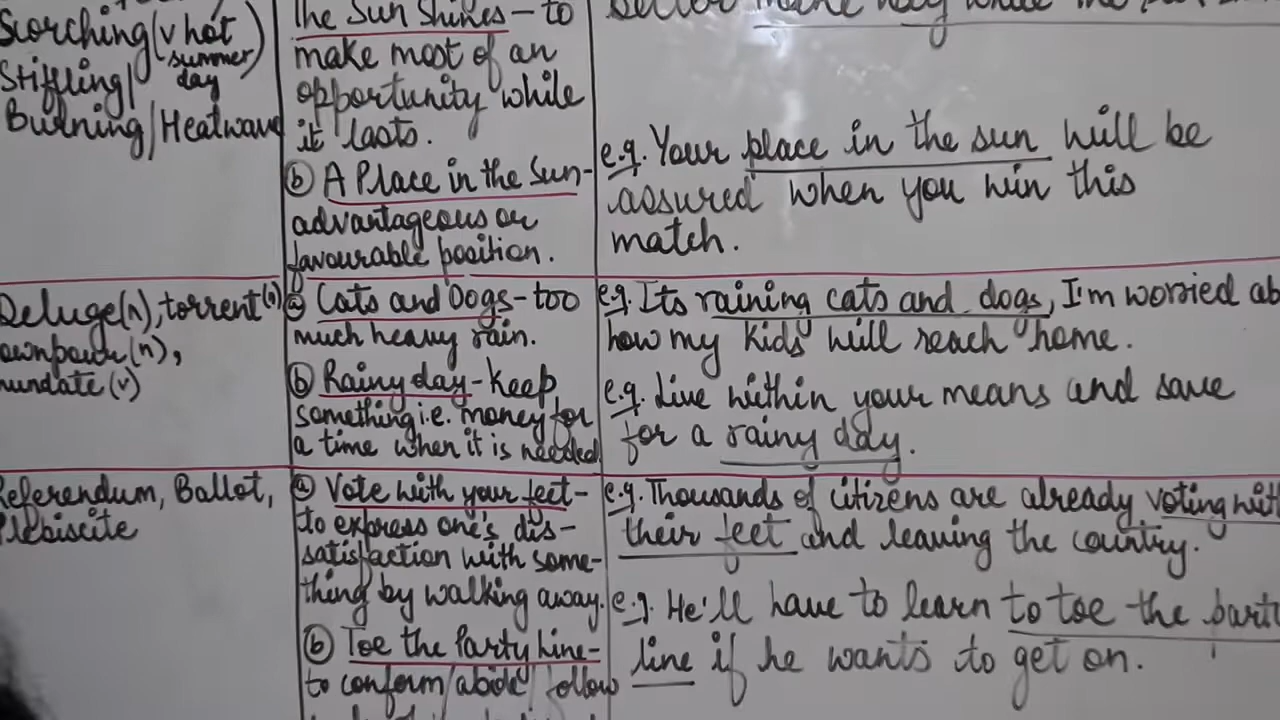 Scorching (v hot
summer
day)
Stiffling/
Burning/Heatwave
the Sun Shines - to
make most of an
opportunity while
it lasts.
(b) A Place in the Sun-
advantageous or
favourable position.
e.g. Your place in the sun will be
assured when you win this
match.
Deluge(n), torrent(n)
ownpour(n),
nundate(v)
(a) Cats and Dogs - too
much heavy rain.
(b) Rainy day - keep
something i.e. money for
a time when it is needed
e.g. Its raining cats and dogs, I'm worried ab
how my kids will reach home.
e.g. Live within your means and save
for a rainy day.
Referendum, Ballot,
Plebiscite
(a) Vote with your feet-
to express one's dis-
satisfaction with some-
thing by walking away.
(b) Toe the Party Line-
to conform/abide/follow
e.g. Thousands of citizens are already voting with
their feet and leaving the country.
e.g. He'll have to learn to toe the part
line if he wants to get on.